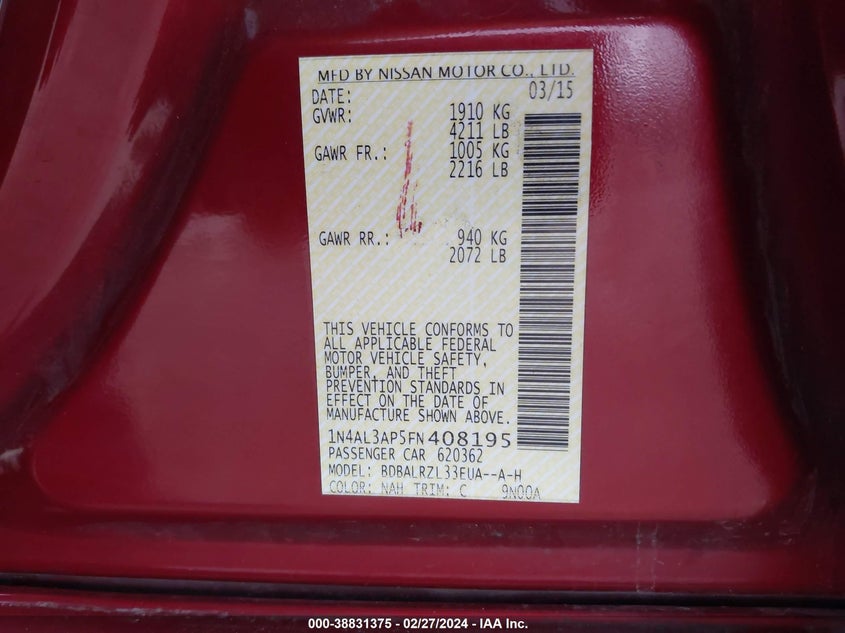 MFD BY NISSAN MOTOR CO., LTD.
DATE: 03/15
GVWR: 1910 KG
4211 LB
GAWR FR.: 1005 KG
2216 LB
GAWR RR.: 940 KG
2072 LB
THIS VEHICLE CONFORMS TO
ALL APPLICABLE FEDERAL
MOTOR VEHICLE SAFETY,
BUMPER, AND THEFT
PREVENTION STANDARDS IN
EFFECT ON THE DATE OF
MANUFACTURE SHOWN ABOVE.
1N4AL3AP5FN408195
PASSENGER CAR 620362
MODEL: BDBALRZL33EUA--A-H
COLOR: NAH TRIM: C 9N00A
000-38831375 - 02/27/2024 - IAA Inc.